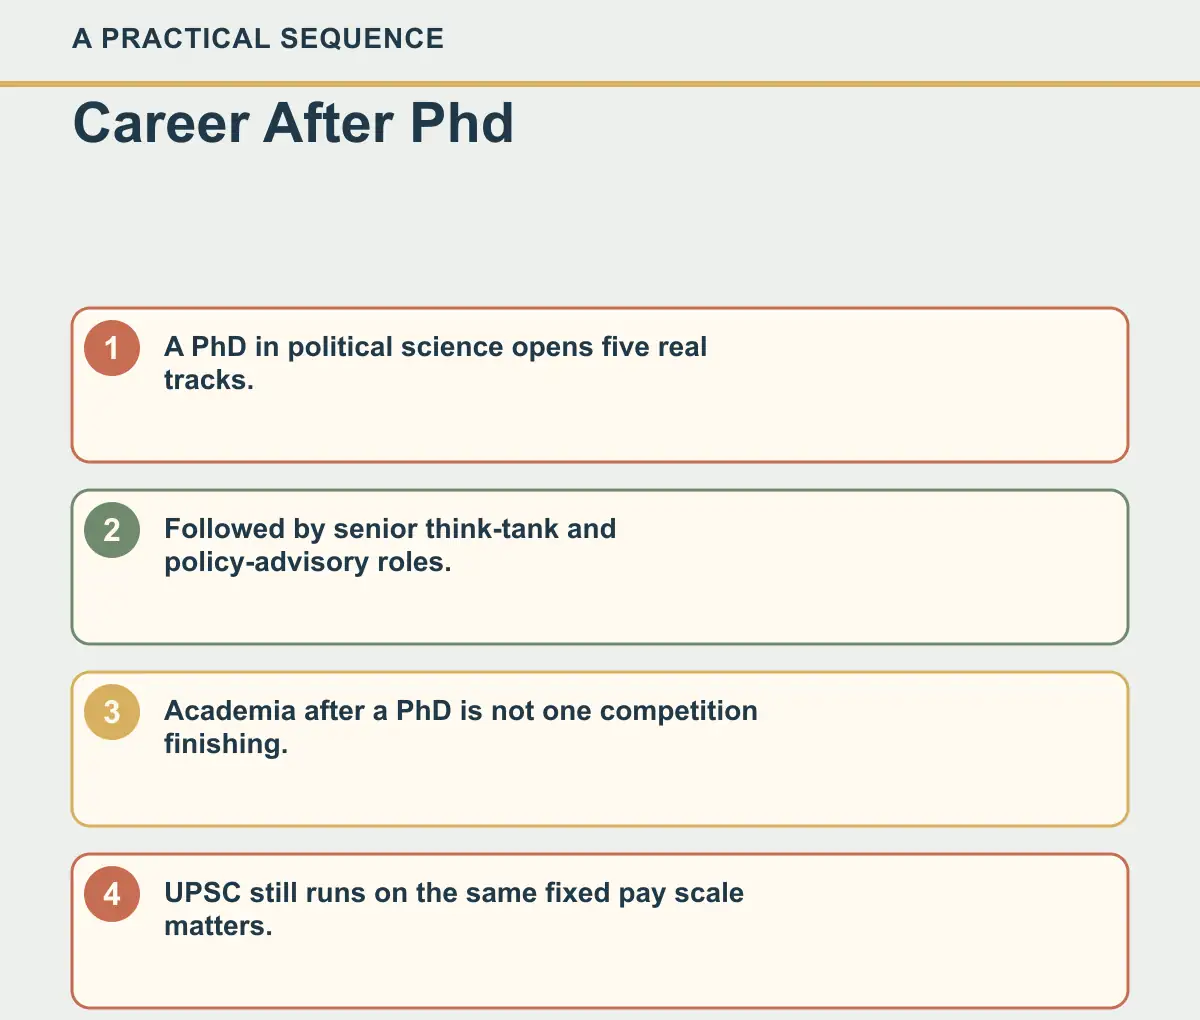 A PRACTICAL SEQUENCE
Career After Phd
1
A PhD in political science opens five real
tracks.
2
Followed by senior think-tank and
policy-advisory roles.
3
Academia after a PhD is not one competition
finishing.
4
UPSC still runs on the same fixed pay scale
matters.